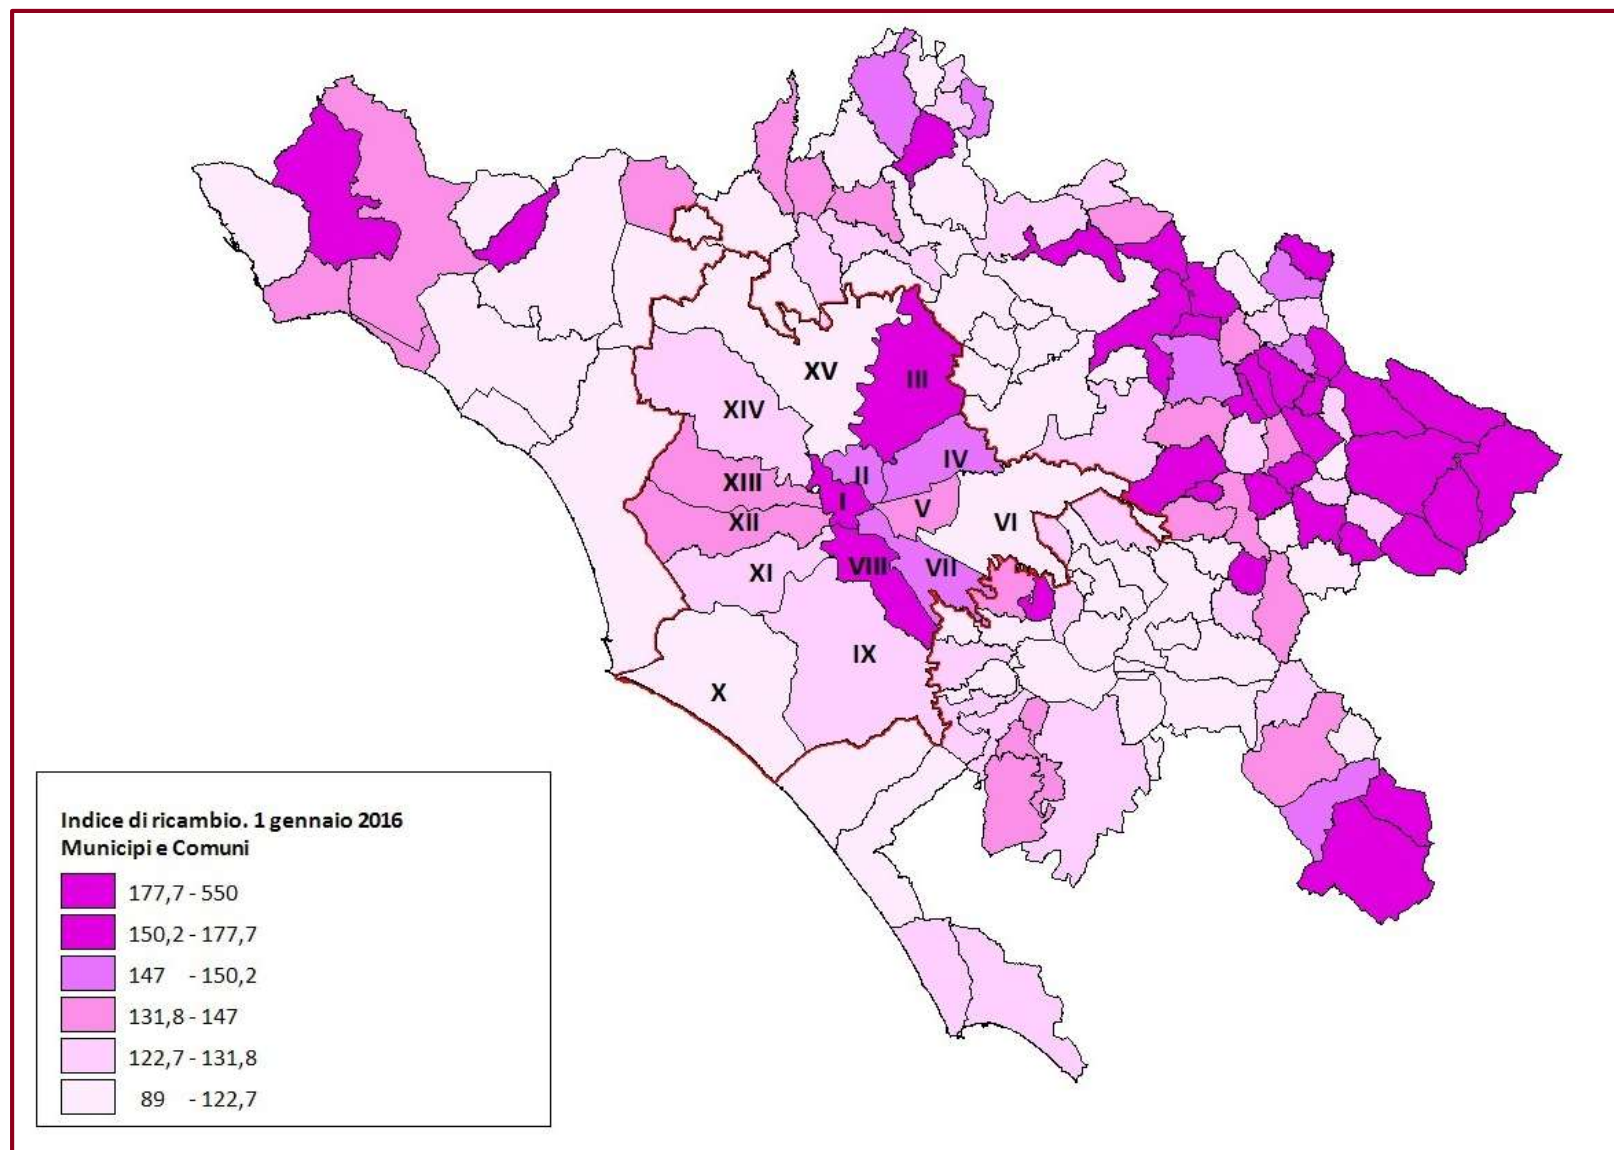 XV
III
XIV
II
IV
XIII
I
V
XII
VI
VIII
VII
XI
IX
X
Indice di ricambio. 1 gennaio 2016
Municipi e Comuni
177,7 - 550
150,2 - 177,7
147 - 150,2
131,8 - 147
122,7 - 131,8
89 - 122,7